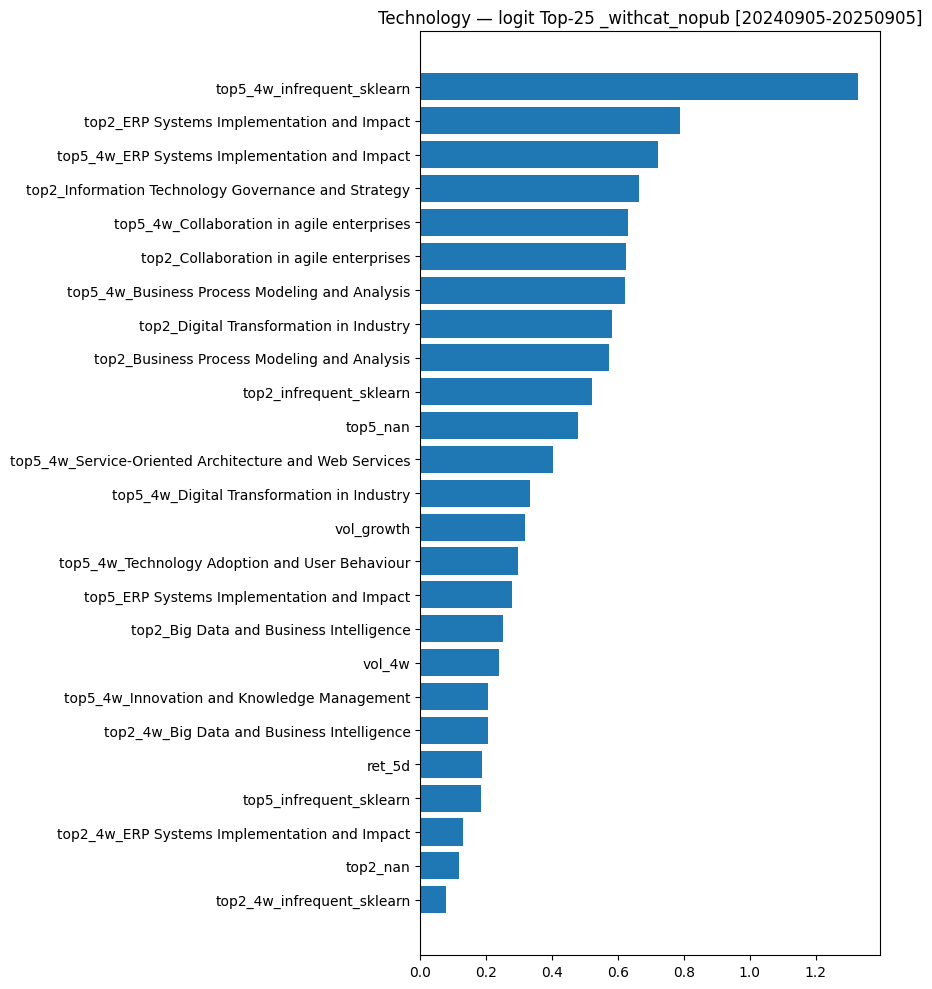 Technology — logit Top-25 _withcat_nopub [20240905-20250905]
top5_4w_infrequent_sklearn
top2_ERP Systems Implementation and Impact
top5_4w_ERP Systems Implementation and Impact
top2_Information Technology Governance and Strategy
top5_4w_Collaboration in agile enterprises
top2_Collaboration in agile enterprises
top5_4w_Business Process Modeling and Analysis
top2_Digital Transformation in Industry
top2_Business Process Modeling and Analysis
top2_infrequent_sklearn
top5_nan
top5_4w_Service-Oriented Architecture and Web Services
top5_4w_Digital Transformation in Industry
vol_growth
top5_4w_Technology Adoption and User Behaviour
top5_ERP Systems Implementation and Impact
top2_Big Data and Business Intelligence
vol_4w
top5_4w_Innovation and Knowledge Management
top2_4w_Big Data and Business Intelligence
ret_5d
top5_infrequent_sklearn
top2_4w_ERP Systems Implementation and Impact
top2_nan
top2_4w_infrequent_sklearn
0.0 0.2 0.4 0.6 0.8 1.0 1.2